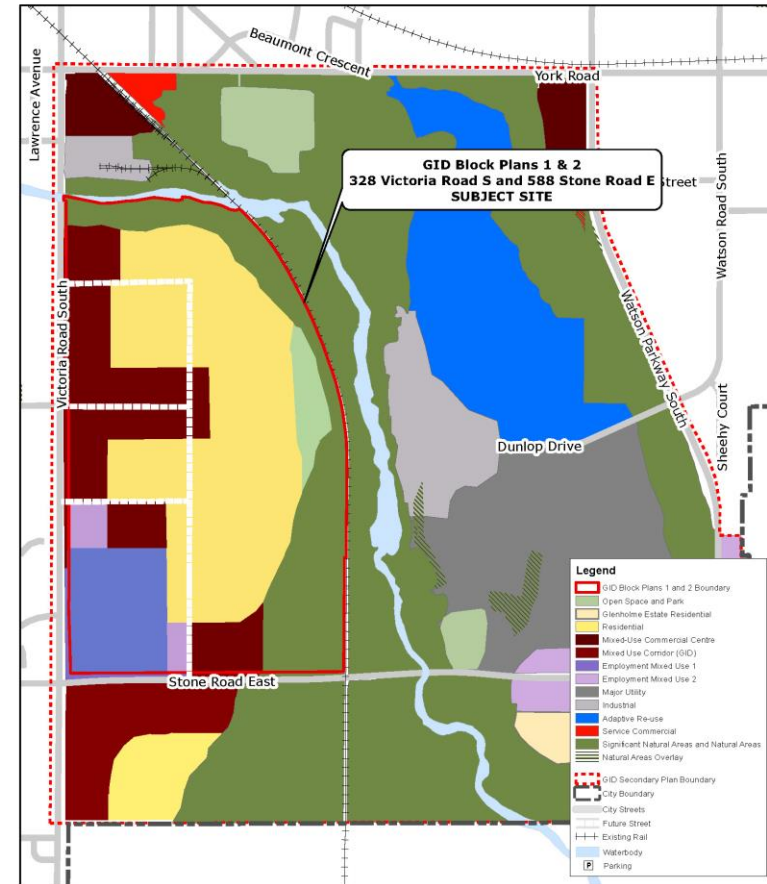 Beaumont Crescent
York Road
Lawrence Avenue
GID Block Plans 1 & 2
328 Victoria Road S and 588 Stone Road E
SUBJECT SITE
Street
Watson Road South
Victoria Road South
Watson Parkway South
Sheehy Court
Dunlop Drive
Stone Road East
Legend
GID Block Plans 1 and 2 Boundary
Open Space and Park
Glenholme Estate Residential
Residential
Mixed-Use Commercial Centre
Mixed Use Corridor (GID)
Employment Mixed Use 1
Employment Mixed Use 2
Major Utility
Industrial
Adaptive Re-use
Service Commercial
Significant Natural Areas and Natural Areas
Natural Areas Overlay
GID Secondary Plan Boundary
City Boundary
City Streets
Future Street
Existing Rail
Waterbody
P Parking